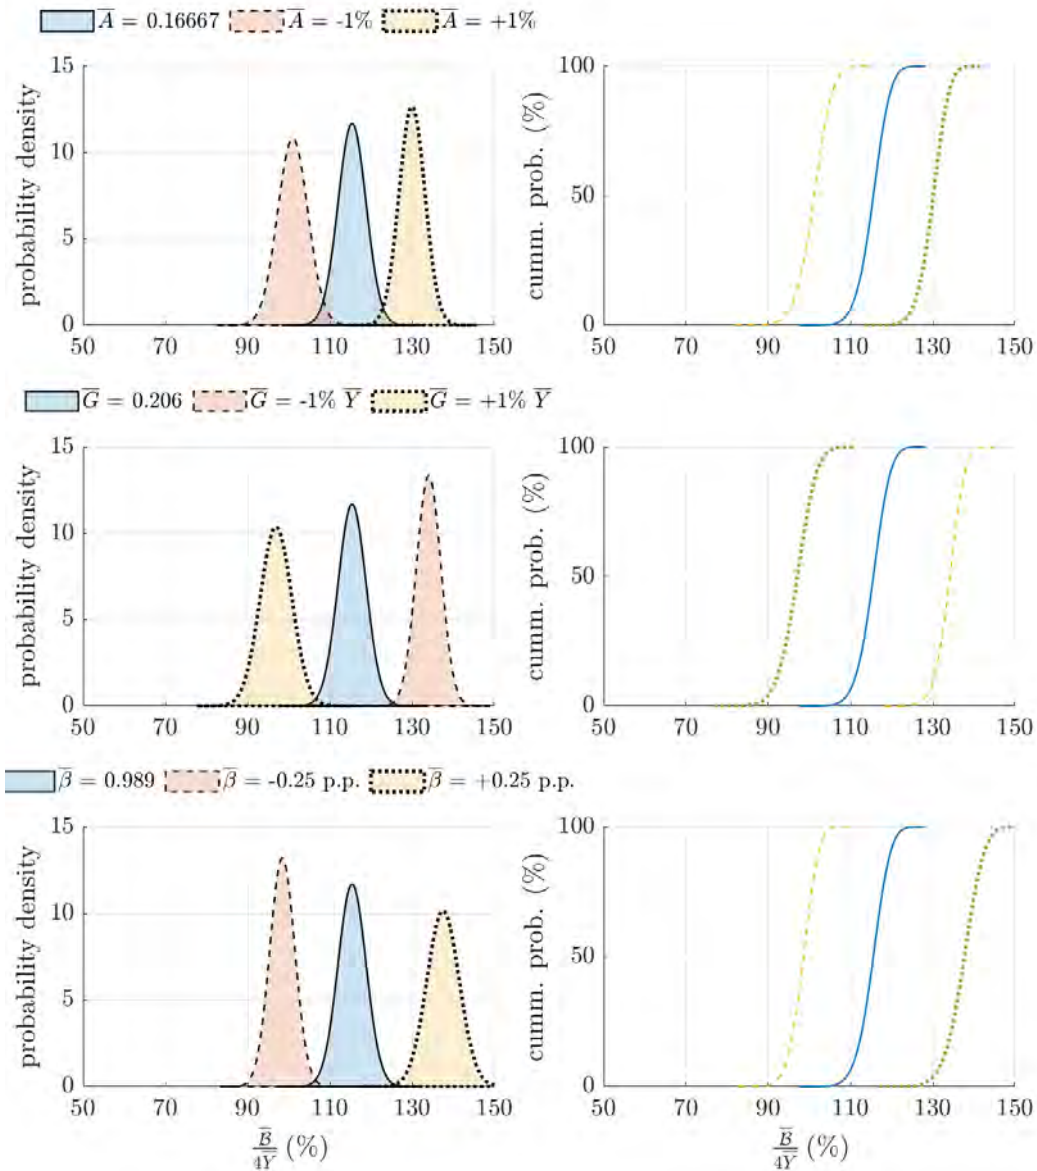 A̅ = 0.16667 A̅ = -1% A̅ = +1%
15
10
5
0
50 70 90 110 130 150
probability density
100
50
0
50 70 90 110 130 150
cumm. prob. (%)
G̅ = 0.206 G̅ = -1% Y̅ G̅ = +1% Y̅
15
10
5
0
50 70 90 110 130 150
probability density
100
50
0
50 70 90 110 130 150
cumm. prob. (%)
β̅ = 0.989 β̅ = -0.25 p.p. β̅ = +0.25 p.p.
15
10
5
0
50 70 90 110 130 150
probability density
B̅/4Y̅ (%)
100
50
0
50 70 90 110 130 150
cumm. prob. (%)
B̅/4Y̅ (%)